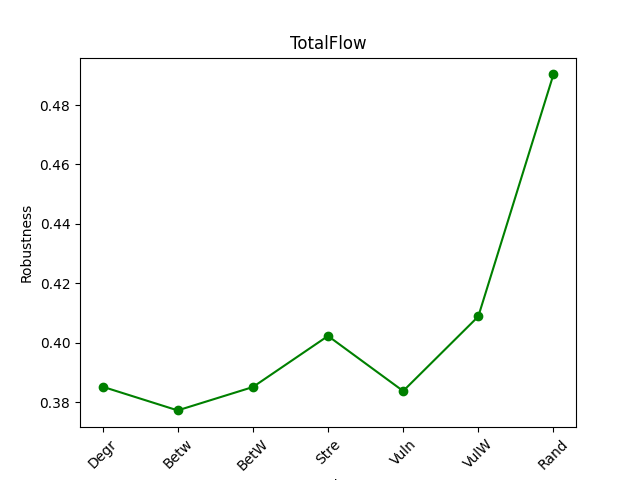 TotalFlow
Robustness
0.48
0.46
0.44
0.42
0.40
0.38
Degr
Betw
BetW
Stre
Vuln
VulW
Rand